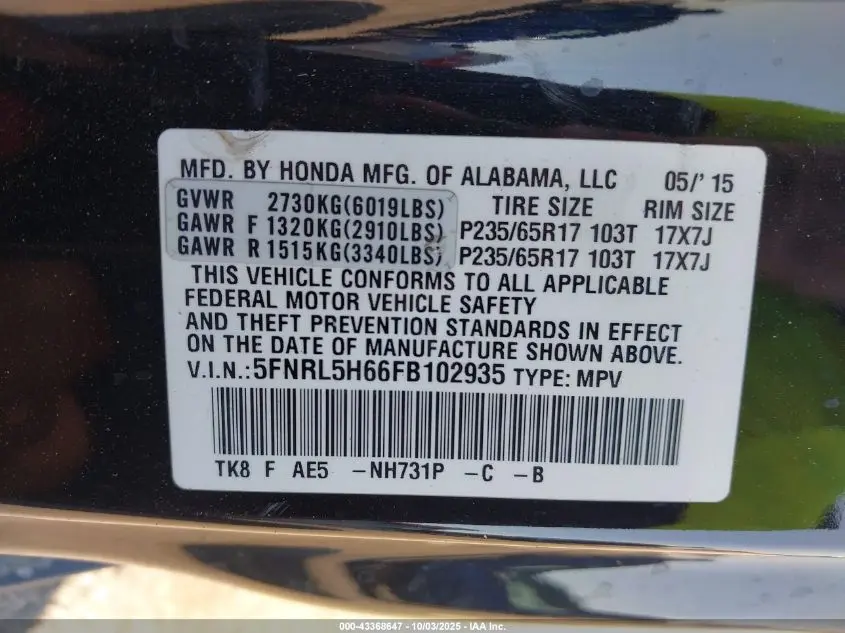 MFD. BY HONDA MFG. OF ALABAMA, LLC 05/'15
GVWR 2730KG(6019LBS) TIRE SIZE RIM SIZE
GAWR F 1320KG(2910LBS) P235/65R17 103T 17X7J
GAWR R 1515KG(3340LBS) P235/65R17 103T 17X7J
THIS VEHICLE CONFORMS TO ALL APPLICABLE
FEDERAL MOTOR VEHICLE SAFETY
AND THEFT PREVENTION STANDARDS IN EFFECT
ON THE DATE OF MANUFACTURE SHOWN ABOVE.
V.I.N.:5FNRL5H66FB102935 TYPE: MPV
TK8 F AE5 -NH731P -C -B
000-43368647 - 10/03/2025 - IAA Inc.